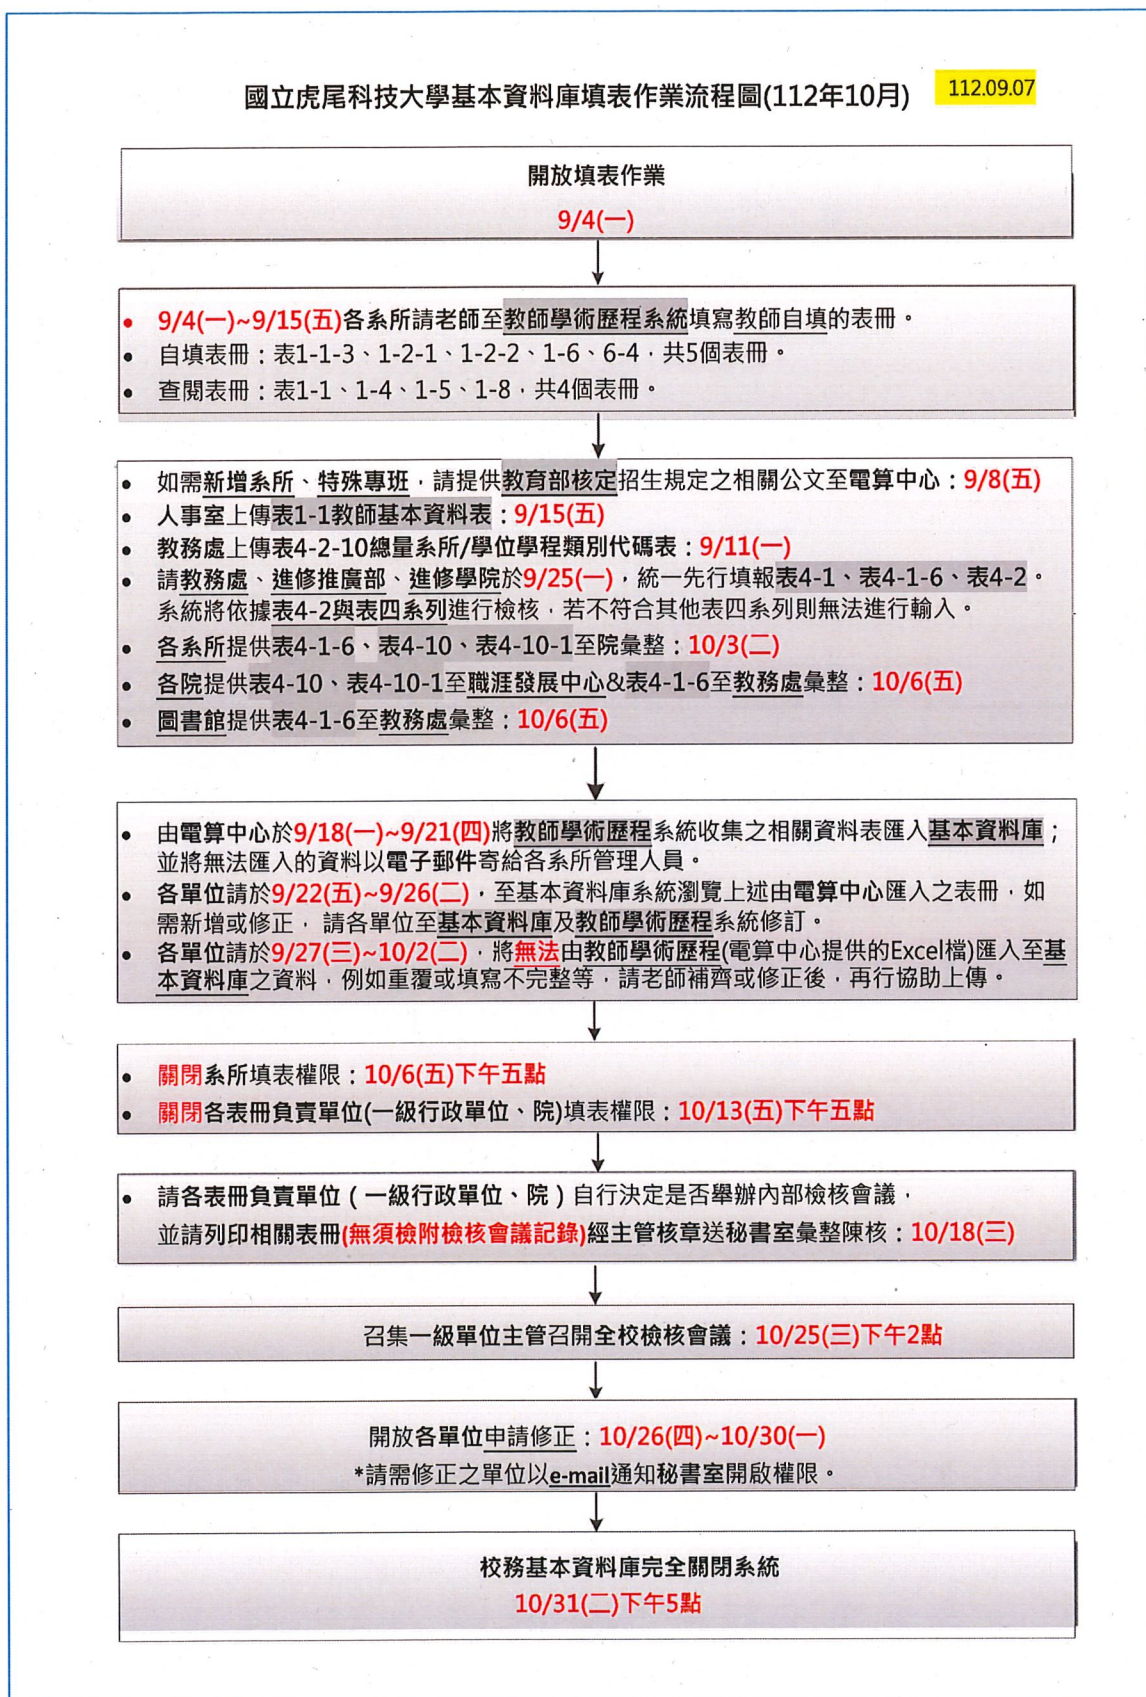 國立虎尾科技大學基本資料庫填表作業流程圖(112年10月)
112.09.07
開放填表作業
9/4(一)
• 9/4(一)~9/15(五)各系所請老師至教師學術歷程系統填寫教師自填的表冊。
• 自填表冊：表1-1-3、1-2-1、1-2-2、1-6、6-4，共5個表冊。
• 查閱表冊：表1-1、1-4、1-5、1-8，共4個表冊。
• 如需新增系所、特殊專班，請提供教育部核定招生規定之相關公文至電算中心：9/8(五)
• 人事室上傳表1-1教師基本資料表：9/15(五)
• 教務處上傳表4-2-10總量系所/學位學程類別代碼表：9/11(一)
• 請教務處、進修推廣部、進修學院於9/25(一)，統一先行填報表4-1、表4-1-6、表4-2。
系統將依據表4-2與表四系列進行檢核，若不符合其他表四系列則無法進行輸入。
• 各系所提供表4-1-6、表4-10、表4-10-1至院彙整：10/3(二)
• 各院提供表4-10、表4-10-1至職涯發展中心&表4-1-6至教務處彙整：10/6(五)
• 圖書館提供表4-1-6至教務處彙整：10/6(五)
• 由電算中心於9/18(一)~9/21(四)將教師學術歷程系統收集之相關資料表匯入基本資料庫；
並將無法匯入的資料以電子郵件寄給各系所管理人員。
• 各單位請於9/22(五)~9/26(二)，至基本資料庫系統瀏覽上述由電算中心匯入之表冊，如
需新增或修正， 請各單位至基本資料庫及教師學術歷程系統修訂。
• 各單位請於9/27(三)~10/2(二)，將無法由教師學術歷程(電算中心提供的Excel檔)匯入至基
本資料庫之資料，例如重覆或填寫不完整等，請老師補齊或修正後，再行協助上傳。
• 關閉系所填表權限：10/6(五)下午五點
• 關閉各表冊負責單位(一級行政單位、院)填表權限：10/13(五)下午五點
• 請各表冊負責單位（一級行政單位、院）自行決定是否舉辦內部檢核會議，
並請列印相關表冊(無須檢附檢核會議記錄)經主管核章送秘書室彙整陳核：10/18(三)
召集一級單位主管召開全校檢核會議：10/25(三)下午2點
開放各單位申請修正：10/26(四)~10/30(一)
*請需修正之單位以e-mail通知秘書室開啟權限。
校務基本資料庫完全關閉系統
10/31(二)下午5點